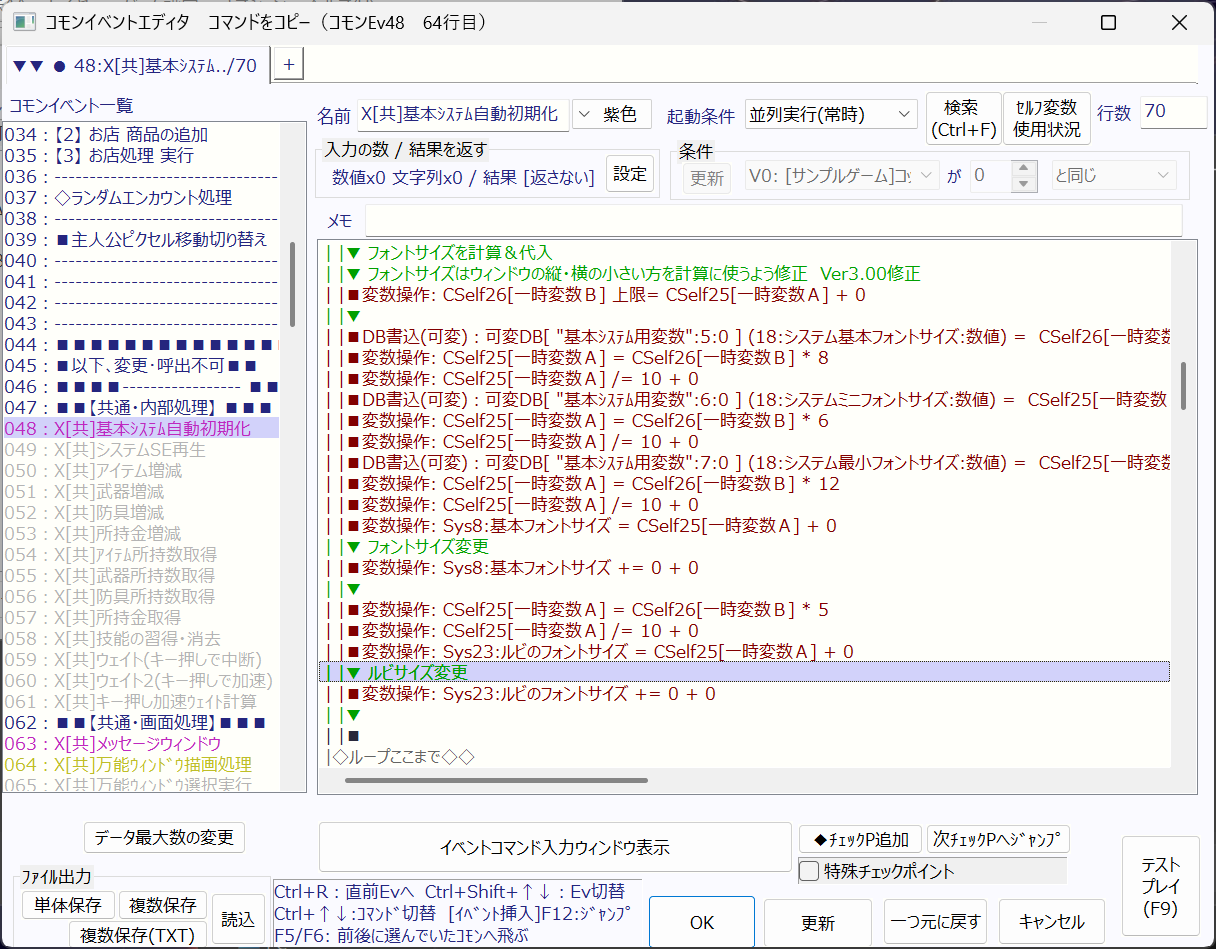 コモンイベントエディタ　コマンドをコピー（コモンEv48　64行目）
▼▼ ● 48:X[共]基本ｼｽﾃﾑ../70
+
コモンイベント一覧
034 : 【2】 お店 商品の追加
035 : 【3】 お店処理 実行
036 : ----------------------------
037 : ◇ランダムエンカウント処理
038 : ----------------------------
039 : ■主人公ピクセル移動切り替え
040 : ----------------------------
041 : ----------------------------
042 : ----------------------------
043 : ----------------------------
044 : ■■■■■■■■■■■■■
045 : ■以下、変更・呼出不可■■
046 : ■■■■---------------- ■■
047 : ■■【共通・内部処理】 ■■■
048 : X[共]基本ｼｽﾃﾑ自動初期化
049 : X[共]システムSE再生
050 : X[共]アイテム増減
051 : X[共]武器増減
052 : X[共]防具増減
053 : X[共]所持金増減
054 : X[共]ｱｲﾃﾑ所持数取得
055 : X[共]武器所持数取得
056 : X[共]防具所持数取得
057 : X[共]所持金取得
058 : X[共]技能の習得・消去
059 : X[共]ウェイト(キー押しで中断)
060 : X[共]ウェイト2(キー押しで加速)
061 : X[共]キー押し加速ｳｪｲﾄ計算
062 : ■■【共通・画面処理】■■■
063 : X[共]メッセージウィンドウ
064 : X[共]万能ｳｨﾝﾄﾞｳ描画処理
065 : X[共]万能ｳｨﾝﾄﾞｳ選択実行
名前 X[共]基本ｼｽﾃﾑ自動初期化 紫色 起動条件 並列実行(常時) 検索 (Ctrl+F) ｾﾙﾌ変数 使用状況 行数 70
入力の数 / 結果を返す
数値x0 文字列x0 / 結果 [返さない] 設定
条件
更新 V0: [サンプルゲーム]コ が 0 と同じ
メモ
| |▼ フォントサイズを計算＆代入
| |▼ フォントサイズはウィンドウの縦・横の小さい方を計算に使うよう修正　Ver3.00修正
| |■変数操作: CSelf26[一時変数Ｂ] 上限= CSelf25[一時変数Ａ] + 0
| |▼
| |■DB書込(可変) : 可変DB[ "基本ｼｽﾃﾑ用変数":5:0 ] (18:システム基本フォントサイズ:数値) =  CSelf26[一時変
| |■変数操作: CSelf25[一時変数Ａ] = CSelf26[一時変数Ｂ] * 8
| |■変数操作: CSelf25[一時変数Ａ] /= 10 + 0
| |■DB書込(可変) : 可変DB[ "基本ｼｽﾃﾑ用変数":6:0 ] (18:システムミニフォントサイズ:数値) =  CSelf25[一時変数
| |■変数操作: CSelf25[一時変数Ａ] = CSelf26[一時変数Ｂ] * 6
| |■変数操作: CSelf25[一時変数Ａ] /= 10 + 0
| |■DB書込(可変) : 可変DB[ "基本ｼｽﾃﾑ用変数":7:0 ] (18:システム最小フォントサイズ:数値) =  CSelf25[一時変
| |■変数操作: CSelf25[一時変数Ａ] = CSelf26[一時変数Ｂ] * 12
| |■変数操作: CSelf25[一時変数Ａ] /= 10 + 0
| |■変数操作: Sys8:基本フォントサイズ = CSelf25[一時変数Ａ] + 0
| |▼ フォントサイズ変更
| |■変数操作: Sys8:基本フォントサイズ += 0 + 0
| |▼
| |■変数操作: CSelf25[一時変数Ａ] = CSelf26[一時変数Ｂ] * 5
| |■変数操作: CSelf25[一時変数Ａ] /= 10 + 0
| |■変数操作: Sys23:ルビのフォントサイズ = CSelf25[一時変数Ａ] + 0
| |▼ ルビサイズ変更
| |■変数操作: Sys23:ルビのフォントサイズ += 0 + 0
| |▼
| |■
|◇ループここまで◇◇
データ最大数の変更
イベントコマンド入力ウィンドウ表示
◆ﾁｪｯｸP追加 次ﾁｪｯｸPへｼﾞｬﾝﾌﾟ
特殊チェックポイント
テスト
プレイ
(F9)
ﾌｧｲﾙ出力
単体保存 複数保存 読込
複数保存(TXT)
Ctrl+R : 直前Evへ  Ctrl+Shift+↑↓ : Ev切替
Ctrl+↑↓:ｺﾏﾝﾄﾞ切替  [ｲﾍﾞﾝﾄ挿入]F12:ｼﾞｬﾝﾌﾟ
F5/F6: 前後に選んでいたｺﾓﾝへ飛ぶ
OK 更新 一つ元に戻す キャンセル